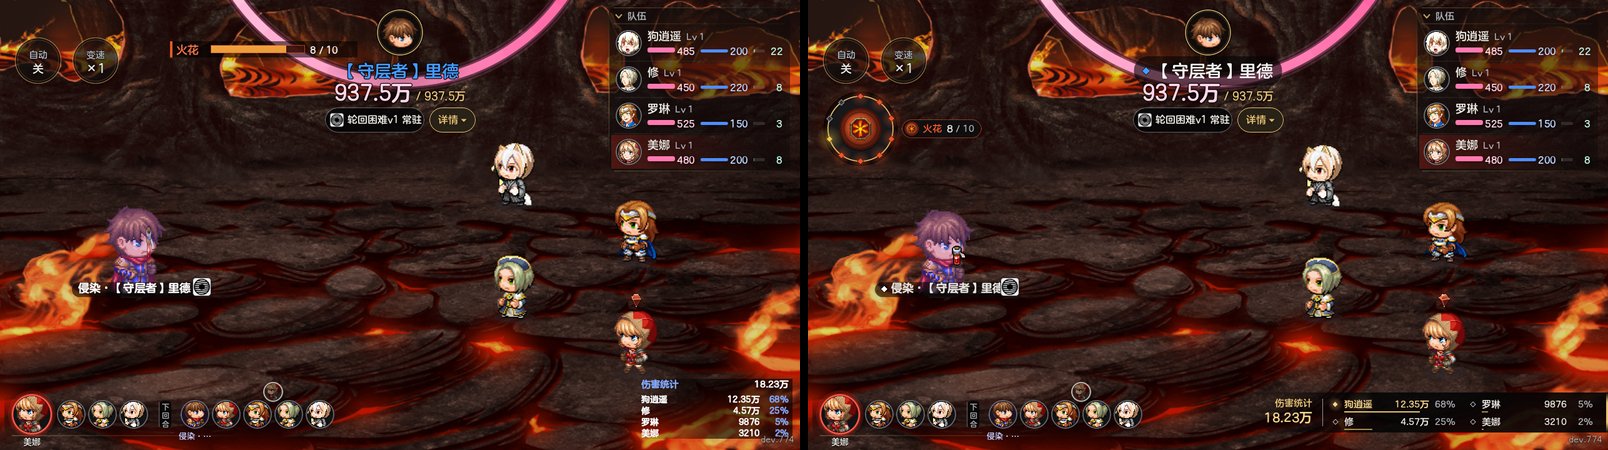 自动
关
变速
×1
火花 8 / 10
【守层者】里德
937.5万 / 937.5万
轮回困难v1 常驻
详情
队伍
狗逍遥 Lv 1
485 200 22
修 Lv 1
450 220 8
罗琳 Lv 1
525 150 3
美娜 Lv 1
480 200 8
侵染·【守层者】里德
美娜
下回合
侵染·…
伤害统计 18.23万
狗逍遥 12.35万 68%
修 4.57万 25%
罗琳 9876 5%
美娜 3210 2%
dev.774
自动
关
变速
×1
火花 8 / 10
【守层者】里德
937.5万 / 937.5万
轮回困难v1 常驻
详情
队伍
狗逍遥 Lv 1
485 200 22
修 Lv 1
450 220 8
罗琳 Lv 1
525 150 3
美娜 Lv 1
480 200 8
侵染·【守层者】里德
美娜
下回合
侵染·…
伤害统计
18.23万
狗逍遥 12.35万 68%
罗琳 9876 5%
修 4.57万 25%
美娜 3210 2%
dev.774